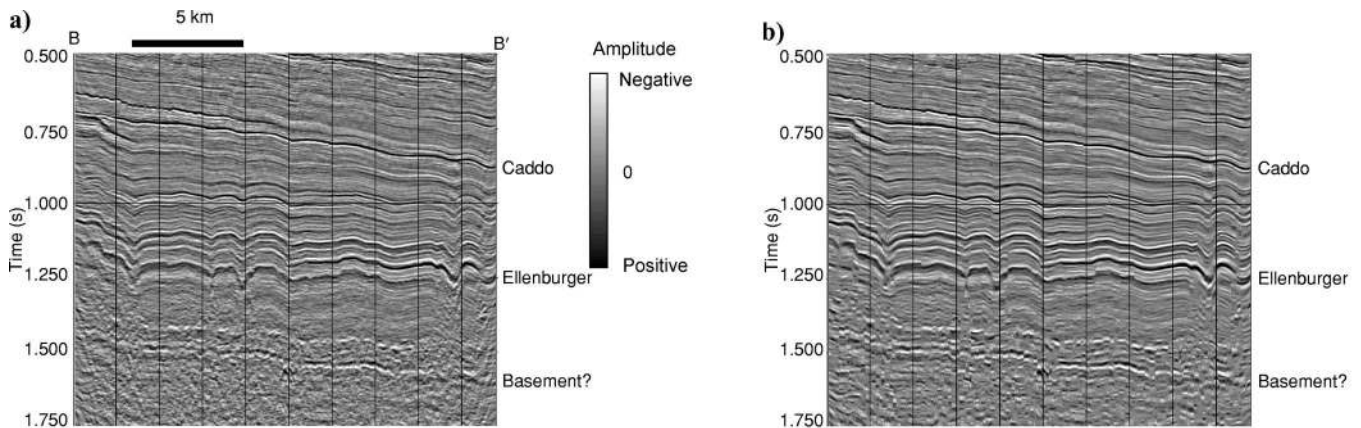 a)
5 km
B
B′
0.500
0.750
1.000
1.250
1.500
1.750
Time (s)
Caddo
Ellenburger
Basement?
Amplitude
Negative
0
Positive
b)
0.500
0.750
1.000
1.250
1.500
1.750
Time (s)
Caddo
Ellenburger
Basement?